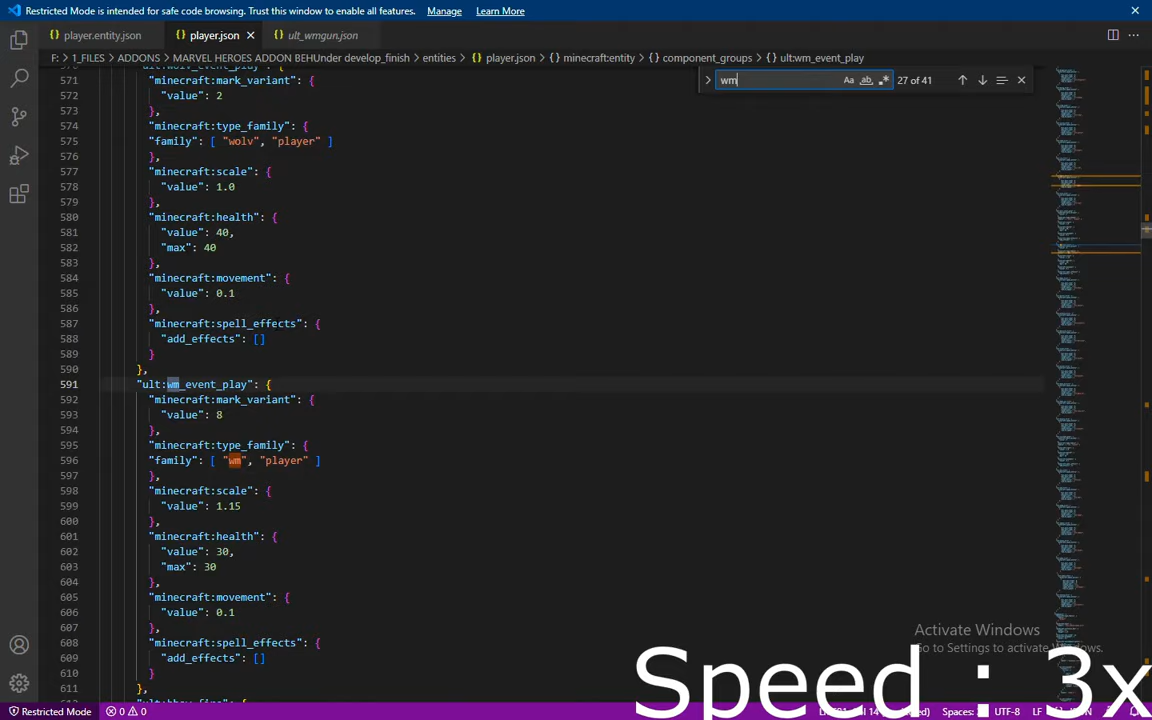 Restricted Mode is intended for safe code browsing. Trust this window to enable all features. Manage Learn More
player.entity.json player.json ult_wmgun.json
F: > 1_FILES > ADDONS > MARVEL HEROES ADDON BEHUnder develop_finish > entities > player.json > minecraft:entity > component_groups > ult:wm_event_play
wm 27 of 41
571 "minecraft:mark_variant": {
572 "value": 2
573 },
574 "minecraft:type_family": {
575 "family": [ "wolv", "player" ]
576 },
577 "minecraft:scale": {
578 "value": 1.0
579 },
580 "minecraft:health": {
581 "value": 40,
582 "max": 40
583 },
584 "minecraft:movement": {
585 "value": 0.1
586 },
587 "minecraft:spell_effects": {
588 "add_effects": []
589 }
590 },
591 "ult:wm_event_play": {
592 "minecraft:mark_variant": {
593 "value": 8
594 },
595 "minecraft:type_family": {
596 "family": [ "wm", "player" ]
597 },
598 "minecraft:scale": {
599 "value": 1.15
600 },
601 "minecraft:health": {
602 "value": 30,
603 "max": 30
604 },
605 "minecraft:movement": {
606 "value": 0.1
607 },
608 "minecraft:spell_effects": {
609 "add_effects": []
610 }
611 },
Activate Windows
Go to Settings to activate Windows.
Speed : 3x
Restricted Mode 0 0 Spaces: UTF-8 LF